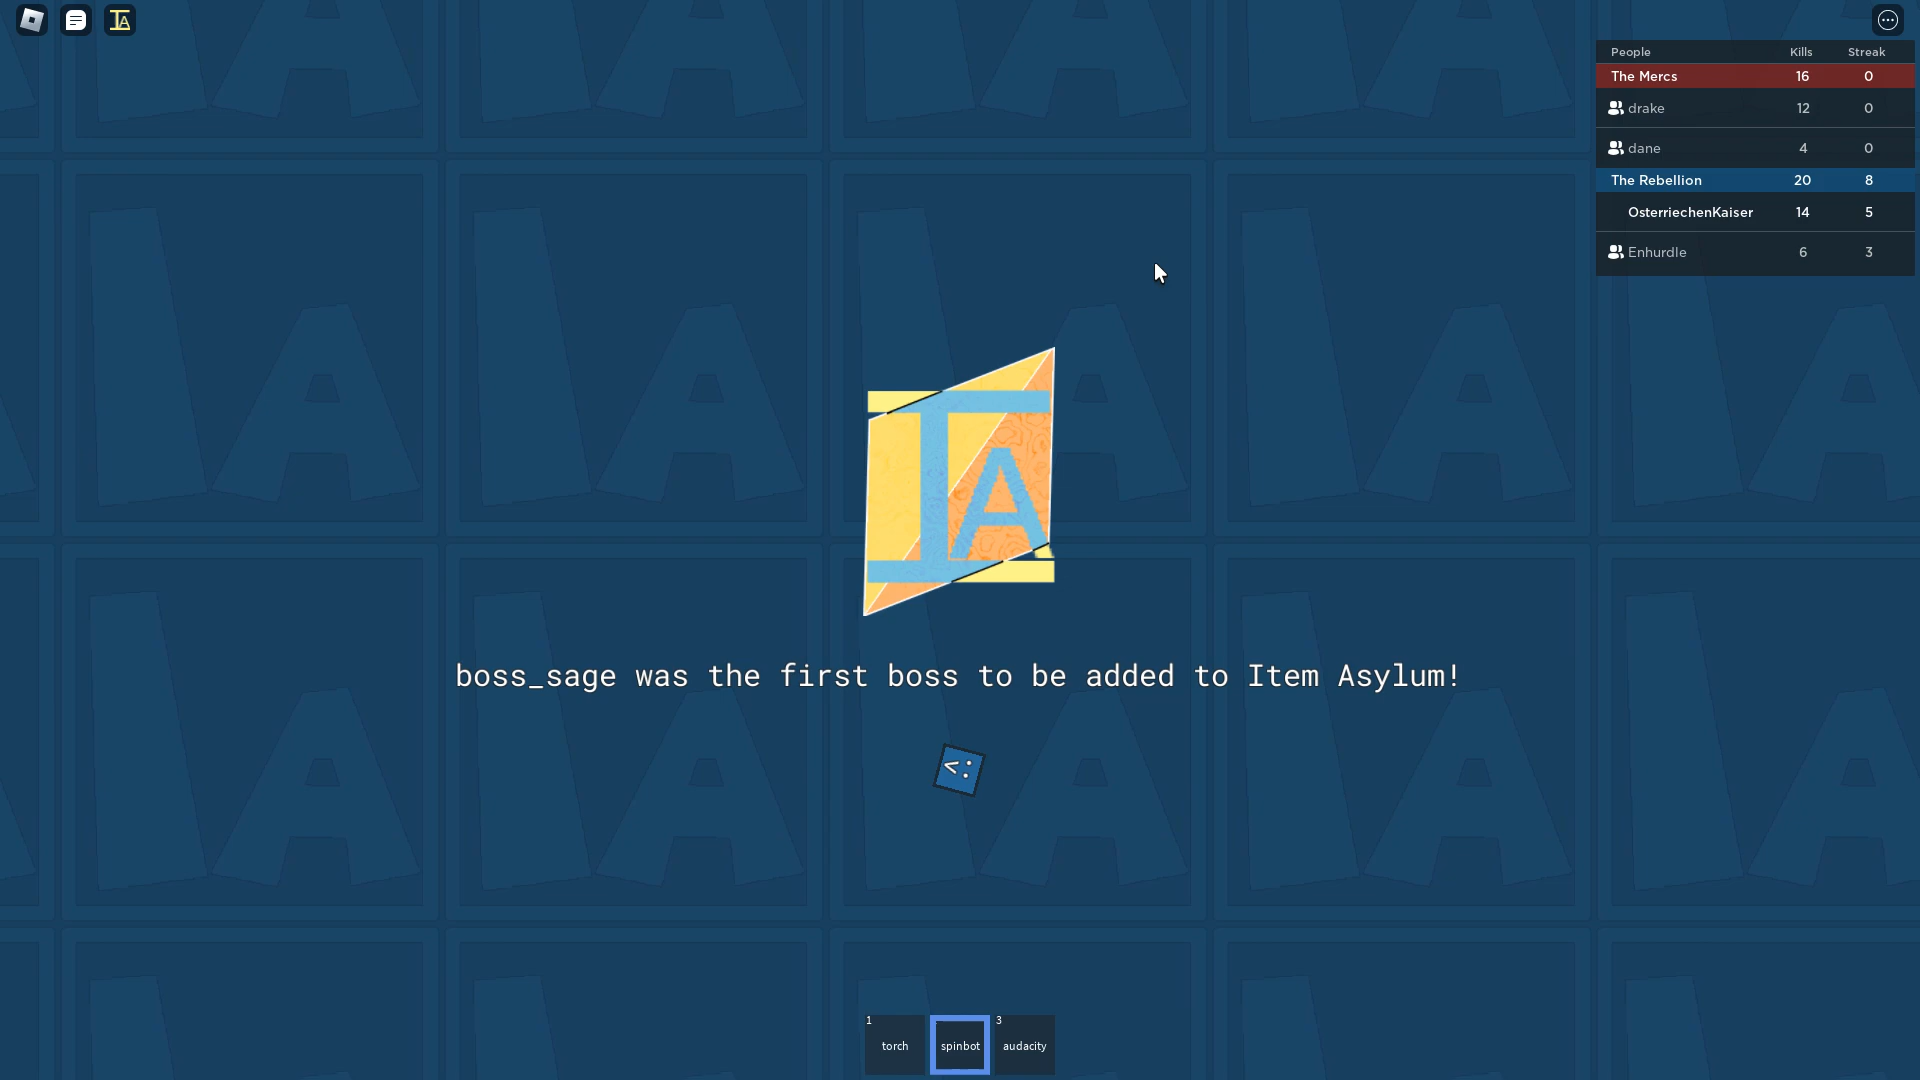 People Kills Streak
The Mercs 16 0
drake 12 0
dane 4 0
The Rebellion 20 8
OsterriechenKaiser 14 5
Enhurdle 6 3
IA
boss_sage was the first boss to be added to Item Asylum!
<:
1 3
torch spinbot audacity